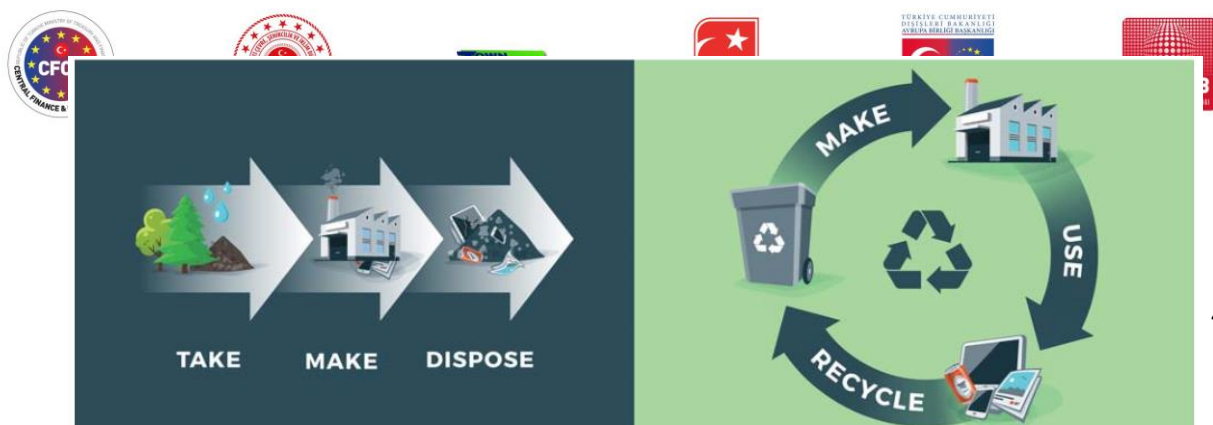 TÜRKİYE CUMHURİYETİ
DIŞİŞLERİ BAKANLIĞI
AVRUPA BİRLİĞİ BAŞKANLIĞI
CENTRAL FINANCE &
MAKE
USE
RECYCLE
TAKE
MAKE
DISPOSE